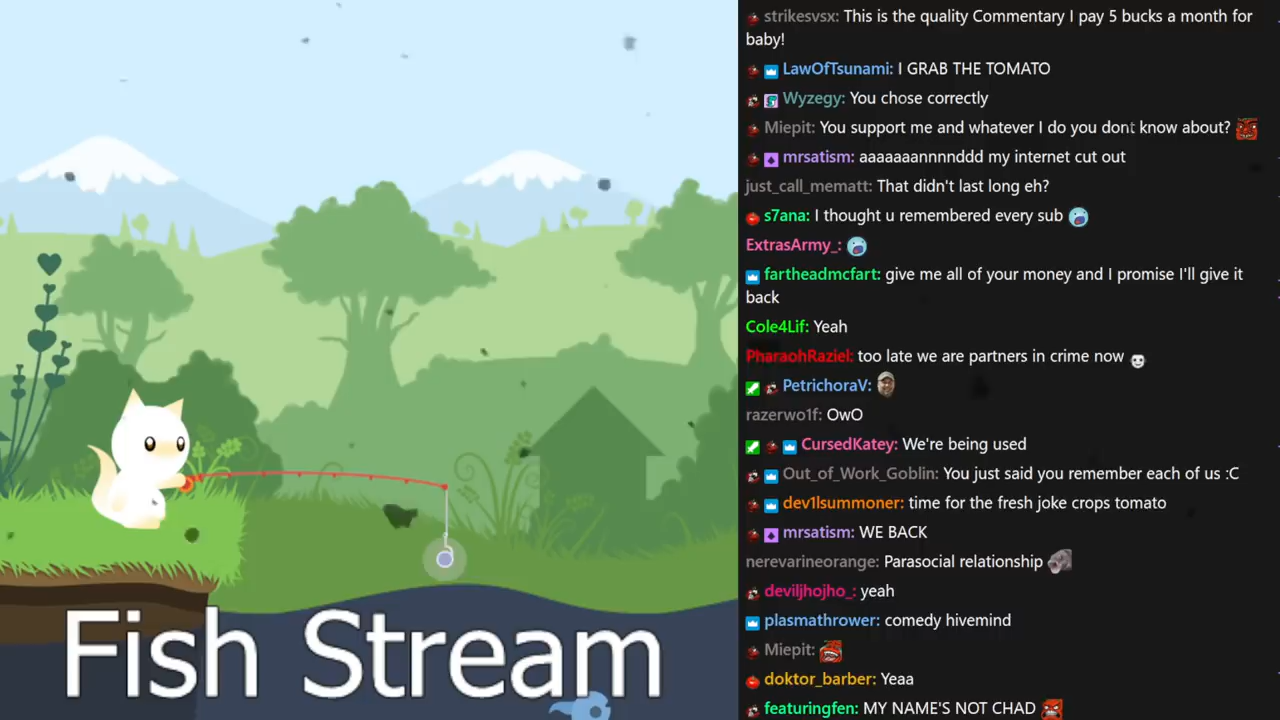 strikesvsx: This is the quality Commentary I pay 5 bucks a month for
baby!
LawOfTsunami: I GRAB THE TOMATO
Wyzegy: You chose correctly
Miepit: You support me and whatever I do you dont know about?
mrsatism: aaaaaaannnnddd my internet cut out
just_call_mematt: That didn't last long eh?
s7ana: I thought u remembered every sub
ExtrasArmy_:
fartheadmcfart: give me all of your money and I promise I'll give it
back
Cole4Lif: Yeah
PharaohRaziel: too late we are partners in crime now
PetrichoraV:
razerwo1f: OwO
CursedKatey: We're being used
Out_of_Work_Goblin: You just said you remember each of us :C
dev1lsummoner: time for the fresh joke crops tomato
mrsatism: WE BACK
nerevarineorange: Parasocial relationship
deviljhojho_: yeah
plasmathrower: comedy hivemind
Miepit:
doktor_barber: Yeaa
featuringfen: MY NAME'S NOT CHAD
Fish Stream